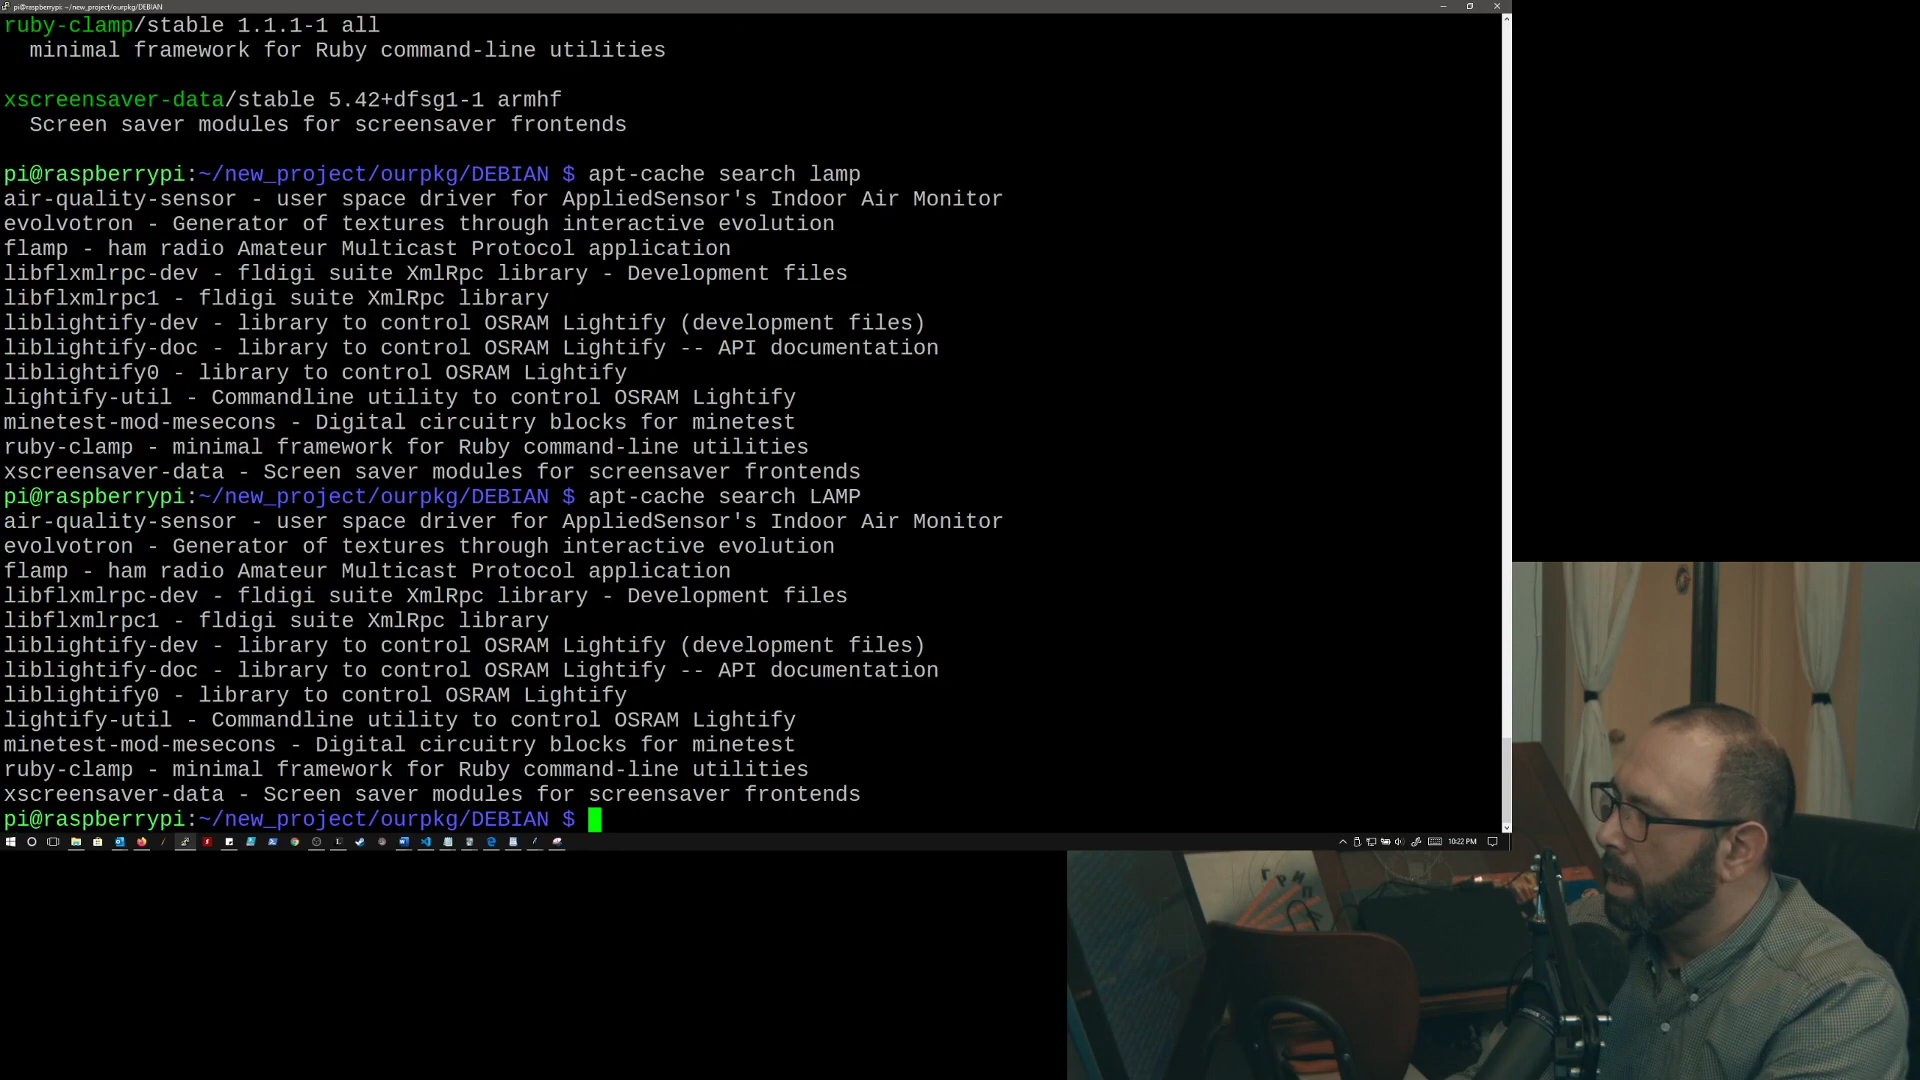 pi@raspberrypi: ~/new_project/ourpkg/DEBIAN
ruby-clamp/stable 1.1.1-1 all
  minimal framework for Ruby command-line utilities
xscreensaver-data/stable 5.42+dfsg1-1 armhf
  Screen saver modules for screensaver frontends
pi@raspberrypi:~/new_project/ourpkg/DEBIAN $ apt-cache search lamp
air-quality-sensor - user space driver for AppliedSensor's Indoor Air Monitor
evolvotron - Generator of textures through interactive evolution
flamp - ham radio Amateur Multicast Protocol application
libflxmlrpc-dev - fldigi suite XmlRpc library - Development files
libflxmlrpc1 - fldigi suite XmlRpc library
liblightify-dev - library to control OSRAM Lightify (development files)
liblightify-doc - library to control OSRAM Lightify -- API documentation
liblightify0 - library to control OSRAM Lightify
lightify-util - Commandline utility to control OSRAM Lightify
minetest-mod-mesecons - Digital circuitry blocks for minetest
ruby-clamp - minimal framework for Ruby command-line utilities
xscreensaver-data - Screen saver modules for screensaver frontends
pi@raspberrypi:~/new_project/ourpkg/DEBIAN $ apt-cache search LAMP
air-quality-sensor - user space driver for AppliedSensor's Indoor Air Monitor
evolvotron - Generator of textures through interactive evolution
flamp - ham radio Amateur Multicast Protocol application
libflxmlrpc-dev - fldigi suite XmlRpc library - Development files
libflxmlrpc1 - fldigi suite XmlRpc library
liblightify-dev - library to control OSRAM Lightify (development files)
liblightify-doc - library to control OSRAM Lightify -- API documentation
liblightify0 - library to control OSRAM Lightify
lightify-util - Commandline utility to control OSRAM Lightify
minetest-mod-mesecons - Digital circuitry blocks for minetest
ruby-clamp - minimal framework for Ruby command-line utilities
xscreensaver-data - Screen saver modules for screensaver frontends
pi@raspberrypi:~/new_project/ourpkg/DEBIAN $
10:22 PM